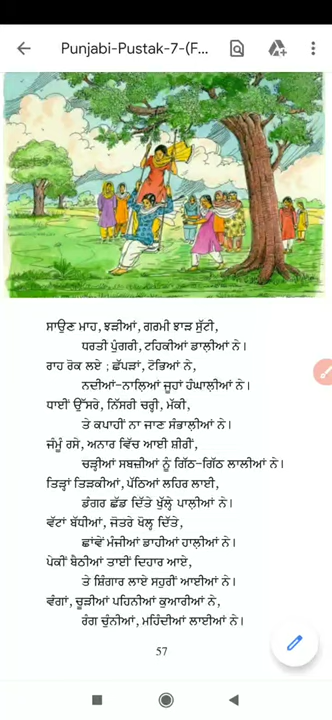 Punjabi-Pustak-7-(F...
ਸਾਉਣ ਮਾਹ, ਝੜੀਆਂ, ਗਰਮੀ ਝਾੜ ਸੁੱਟੀ,
ਧਰਤੀ ਪੁੰਗਰੀ, ਟਹਿਕੀਆਂ ਡਾਲੀਆਂ ਨੇ।
ਰਾਹ ਰੋਕ ਲਏ ; ਛੱਪੜਾਂ, ਟੋਭਿਆਂ ਨੇ,
ਨਦੀਆਂ-ਨਾਲਿਆਂ ਜੂਹਾਂ ਹੰਘਾਲੀਆਂ ਨੇ।
ਧਾਈਂ ਉੱਸਰੇ, ਨਿੱਸਰੀ ਚਰ੍ਹੀ, ਮੱਕੀ,
ਤੇ ਕਪਾਹੀਂ ਨਾ ਜਾਣ ਸੰਭਾਲੀਆਂ ਨੇ।
ਜੰਮੂੰ ਰਸੇ, ਅਨਾਰ ਵਿੱਚ ਆਈ ਸ਼ੀਰੀਂ,
ਚੜ੍ਹੀਆਂ ਸਬਜ਼ੀਆਂ ਨੂੰ ਗਿੱਠ-ਗਿੱਠ ਲਾਲੀਆਂ ਨੇ।
ਤਿੜ੍ਹਾਂ ਤਿੜਕੀਆਂ, ਪੱਠਿਆਂ ਲਹਿਰ ਲਾਈ,
ਡੰਗਰ ਛੱਡ ਦਿੱਤੇ ਖੁੱਲ੍ਹੇ ਪਾਲੀਆਂ ਨੇ।
ਵੱਟਾਂ ਬੱਧੀਆਂ, ਜੋਤਰੇ ਖੋਲ੍ਹ ਦਿੱਤੇ,
ਛਾਂਵੇਂ ਮੰਜੀਆਂ ਡਾਹੀਆਂ ਹਾਲੀਆਂ ਨੇ।
ਪੇਕੀਂ ਬੈਠੀਆਂ ਤਾਈਂ ਦਿਹਾਰ ਆਏ,
ਤੇ ਸ਼ਿੰਗਾਰ ਲਾਏ ਸਹੁਰੀਂ ਆਈਆਂ ਨੇ।
ਵੰਗਾਂ, ਚੂੜੀਆਂ ਪਹਿਨੀਆਂ ਕੁਆਰੀਆਂ ਨੇ,
ਰੰਗ ਚੁੰਨੀਆਂ, ਮਹਿੰਦੀਆਂ ਲਾਈਆਂ ਨੇ।
57